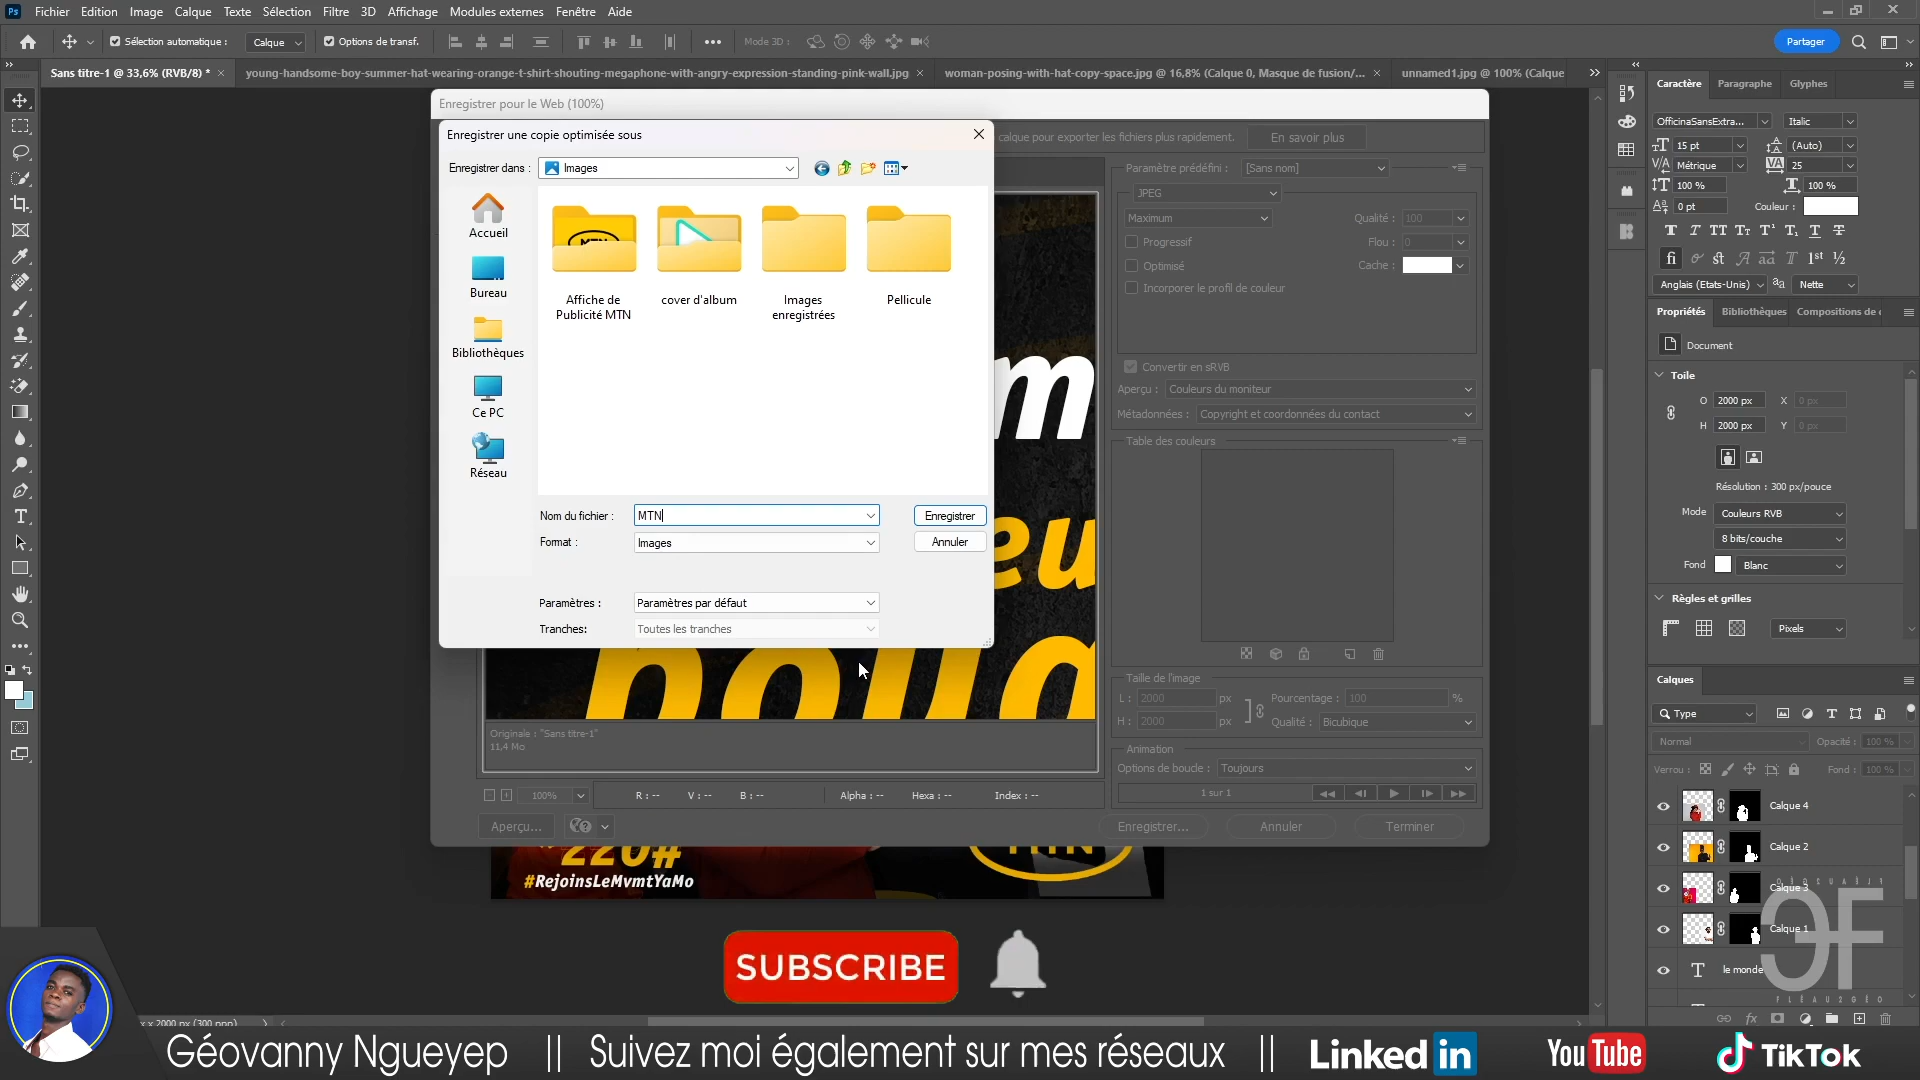 Ps Fichier Edition Image Calque Texte Sélection Filtre 3D Affichage Modules externes Fenêtre Aide
Sélection automatique : Calque Options de transf. Mode 3D : Partager
Sans titre-1 @ 33,6% (RVB/8) * young-handsome-boy-summer-hat-wearing-orange-t-shirt-shouting-megaphone-with-angry-expression-standing-pink-wall.jpg woman-posing-with-hat-copy-space.jpg @ 16,8% (Calque 0, Masque de fusion/... unnamed1.jpg @ 100% (Calque
Enregistrer pour le Web (100%)
Enregistrer une copie optimisée sous
calque pour exporter les fichiers plus rapidement. En savoir plus
Enregistrer dans : Images
Accueil
Bureau
Bibliothèques
Ce PC
Réseau
Affiche de
Publicité MTN
cover d'album
Images
enregistrées
Pellicule
Nom du fichier : MTN Enregistrer
Format : Images Annuler
Paramètres : Paramètres par défaut
Tranches: Toutes les tranches
Paramètre prédéfini : [Sans nom]
JPEG
Maximum Qualité : 100
Progressif Flou : 0
Optimisé Cache :
Incorporer le profil de couleur
Convertir en sRVB
Aperçu : Couleurs du moniteur
Métadonnées : Copyright et coordonnées du contact
Table des couleurs
Taille de l'image
L : 2000 px Pourcentage : 100 %
H : 2000 px Qualité : Bicubique
Animation
Options de boucle : Toujours
1 sur 1
m
eu
Originale : "Sans titre-1"
11,4 Mo
100% R : -- V : -- B : -- Alpha : -- Hexa : -- Index : --
Aperçu... Enregistrer... Annuler Terminer
220#
#RejoinsLeMvmtYaMo
MTN
Caractère Paragraphe Glyphes
OfficinaSansExtra... Italic
15 pt (Auto)
Métrique 25
100 % 100 %
0 pt Couleur :
Anglais (Etats-Unis) aa Nette
Propriétés Bibliothèques Compositions de
Document
Toile
O 2000 px X 0 px
H 2000 px Y 0 px
Résolution : 300 px/pouce
Mode Couleurs RVB
8 bits/couche
Fond Blanc
Règles et grilles
Pixels
Calques
Type
Normal Opacité : 100 %
Verrou : Fond : 100 %
Calque 4
Calque 2
Calque 3
Calque 1
T le monde
SUBSCRIBE
Géovanny Ngueyep || Suivez moi également sur mes réseaux || Linked in YouTube TikTok